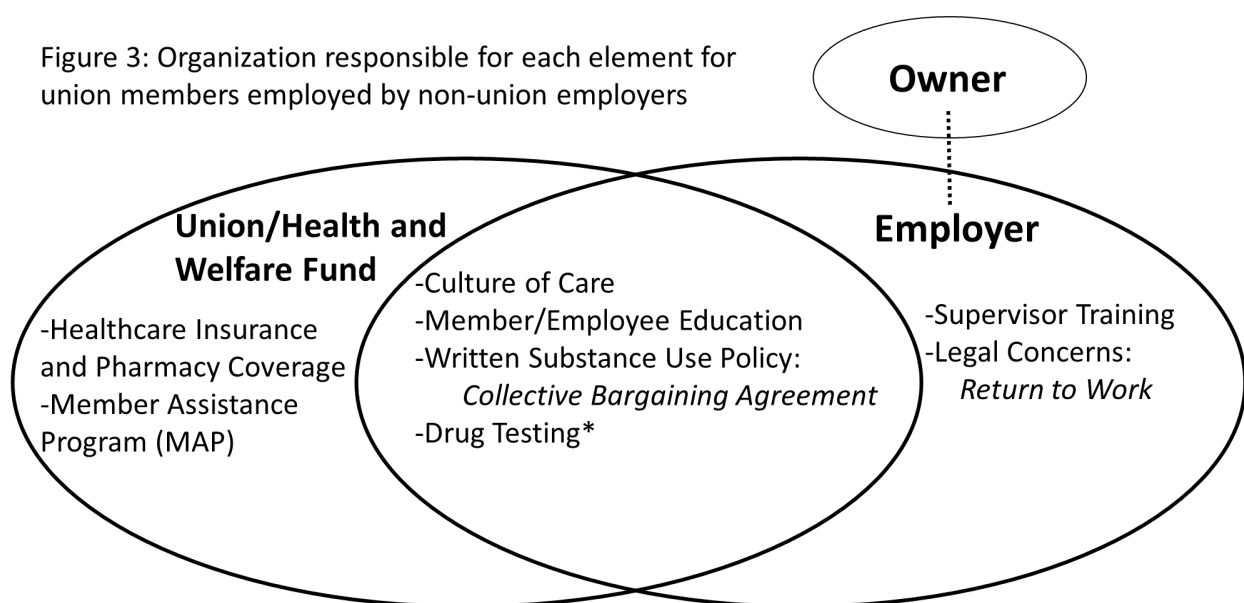 Figure 3: Organization responsible for each element for
union members employed by non-union employers
Owner
Union/Health and
Welfare Fund
-Healthcare Insurance
and Pharmacy Coverage
-Member Assistance
Program (MAP)
-Culture of Care
-Member/Employee Education
-Written Substance Use Policy:
Collective Bargaining Agreement
-Drug Testing*
Employer
-Supervisor Training
-Legal Concerns:
Return to Work